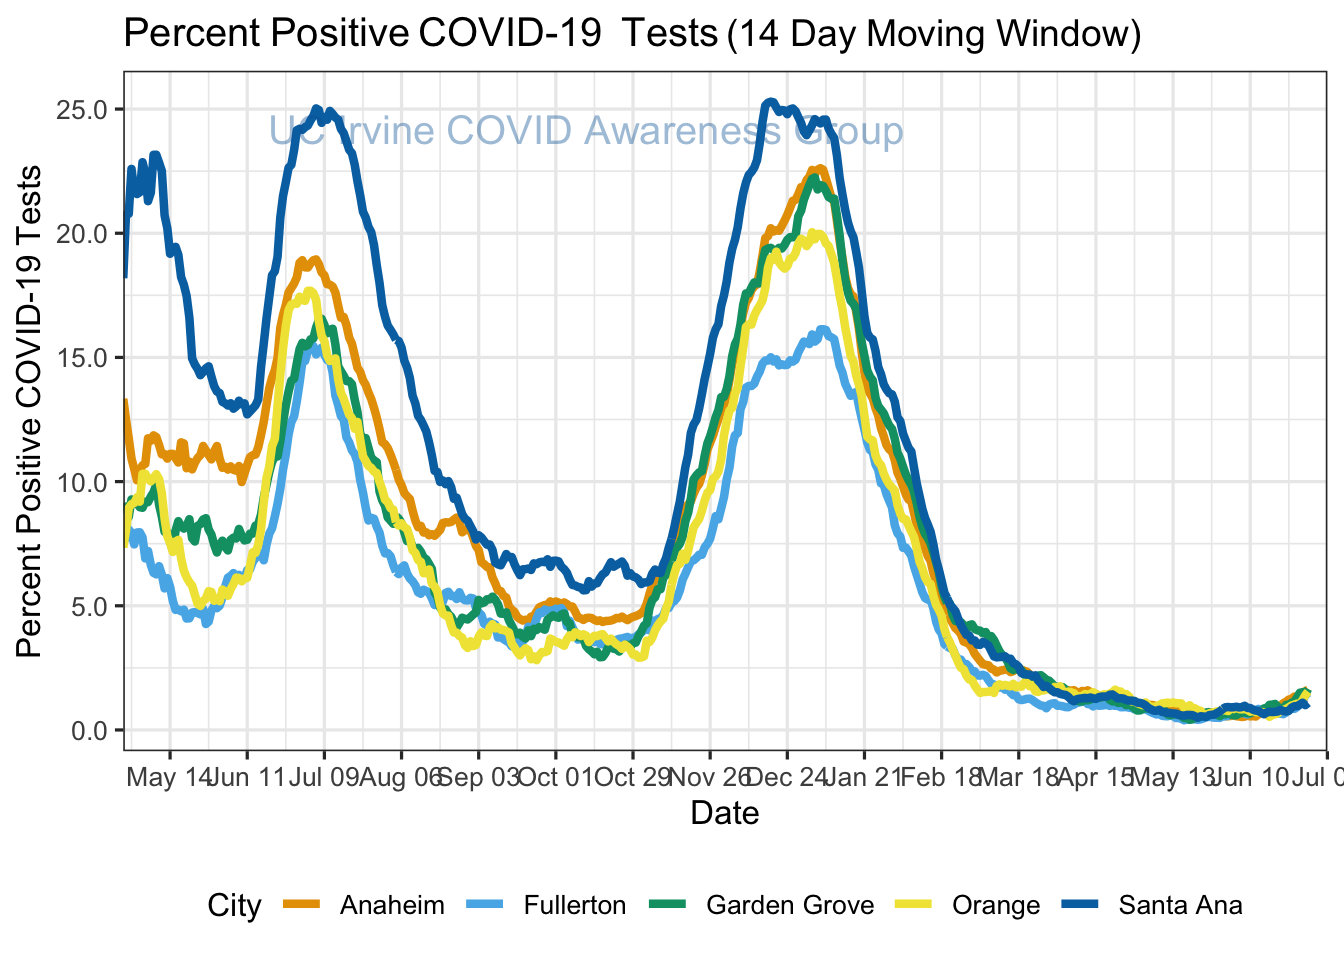 Percent Positive COVID-19 Tests (14 Day Moving Window)
UC Irvine COVID Awareness Group
Percent Positive COVID-19 Tests
25.0
20.0
15.0
10.0
5.0
0.0
May 14 Jun 11 Jul 09 Aug 06 Sep 03 Oct 01 Oct 29 Nov 26 Dec 24 Jan 21 Feb 18 Mar 18 Apr 15 May 13 Jun 10 Jul 0
Date
City Anaheim Fullerton Garden Grove Orange Santa Ana